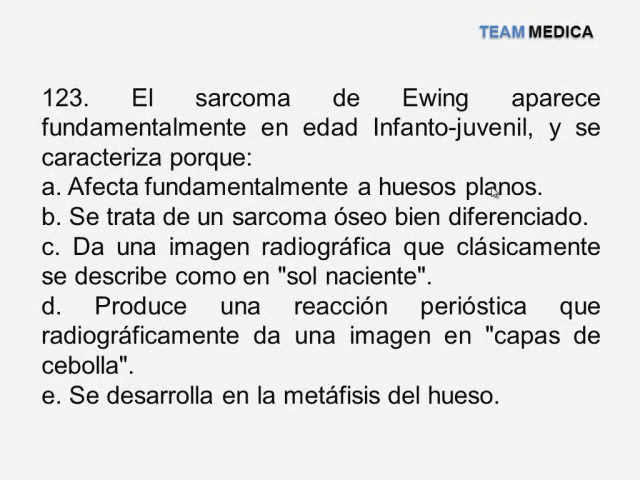 TEAM MEDICA
123. El sarcoma de Ewing aparece
fundamentalmente en edad Infanto-juvenil, y se
caracteriza porque:
a. Afecta fundamentalmente a huesos planos.
b. Se trata de un sarcoma óseo bien diferenciado.
c. Da una imagen radiográfica que clásicamente
se describe como en "sol naciente".
d. Produce una reacción perióstica que
radiográficamente da una imagen en "capas de
cebolla".
e. Se desarrolla en la metáfisis del hueso.